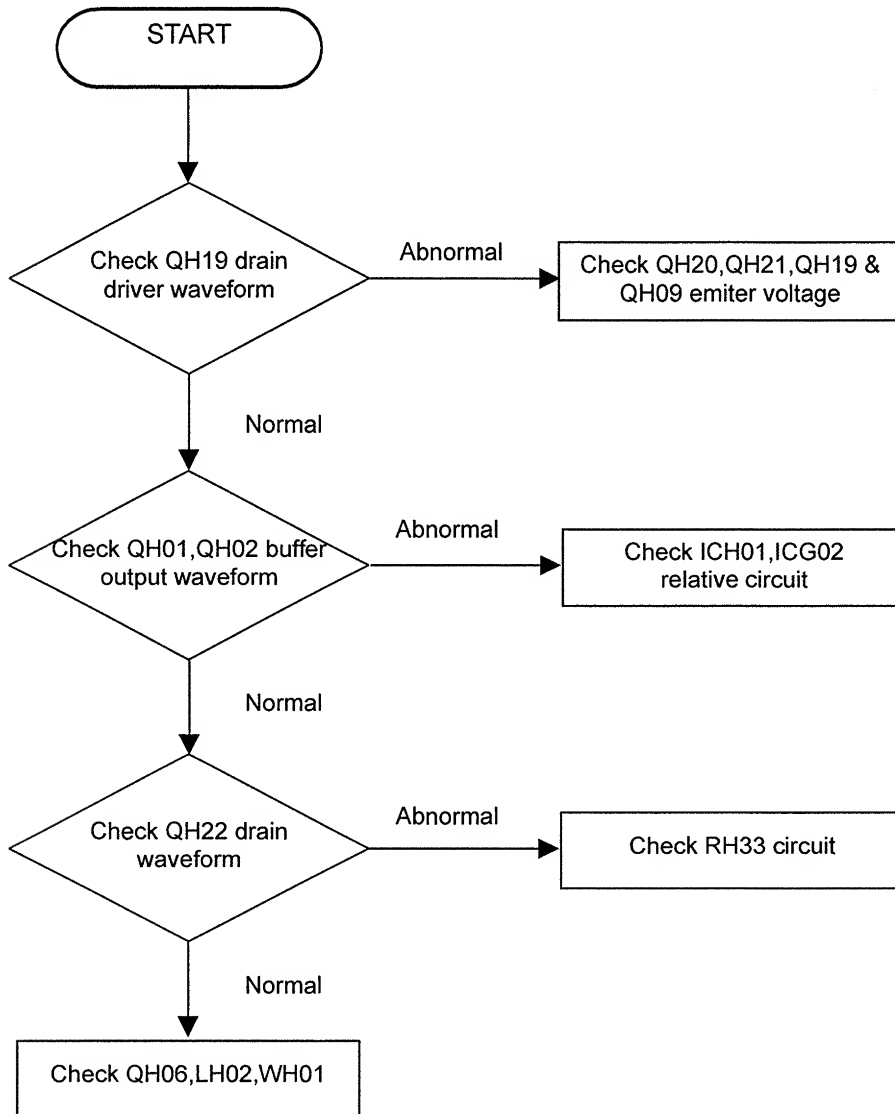 START
Check QH19 drain
driver waveform
Abnormal
Check QH20,QH21,QH19 &
QH09 emiter voltage
Normal
Check QH01,QH02 buffer
output waveform
Abnormal
Check ICH01,ICG02
relative circuit
Normal
Check QH22 drain
waveform
Abnormal
Check RH33 circuit
Normal
Check QH06,LH02,WH01